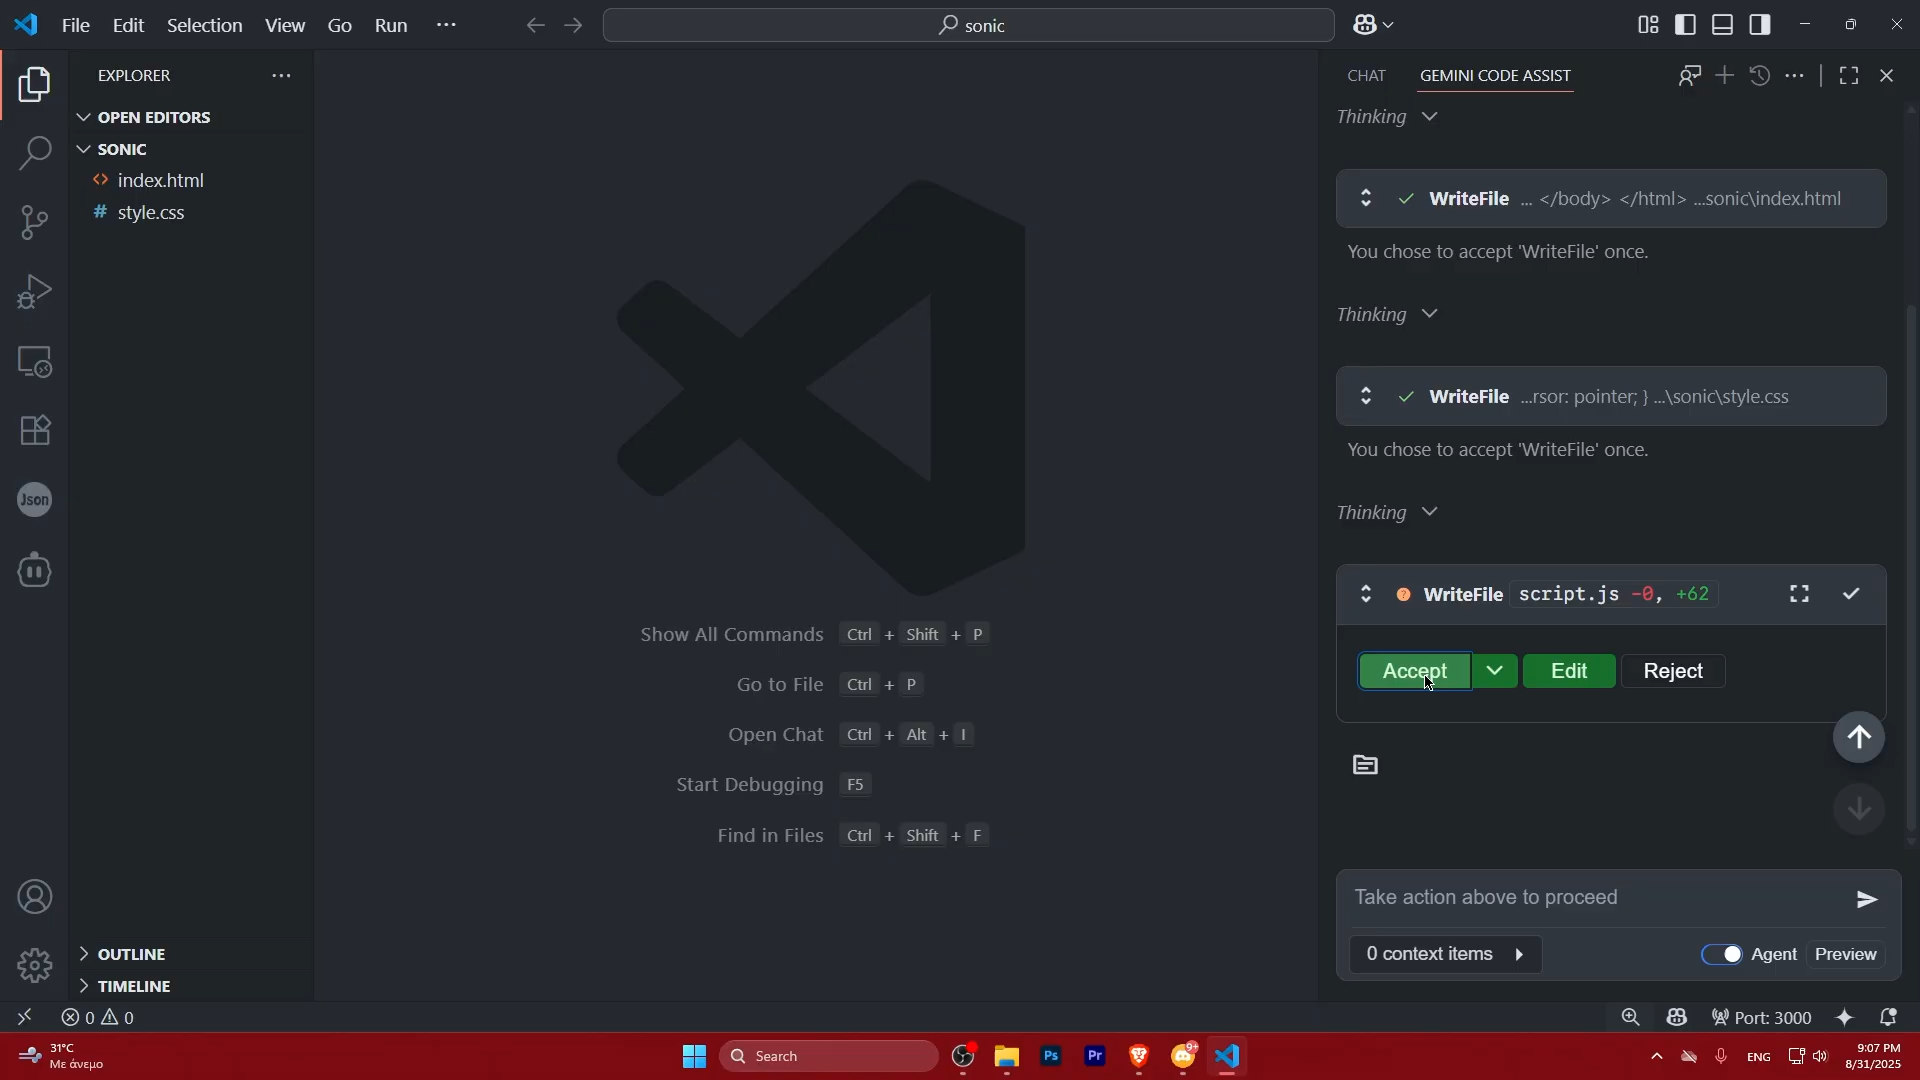 File Edit Selection View Go Run ···
sonic
EXPLORER
OPEN EDITORS
SONIC
<> index.html
# style.css
Json
OUTLINE
TIMELINE
Show All Commands Ctrl + Shift + P
Go to File Ctrl + P
Open Chat Ctrl + Alt + I
Start Debugging F5
Find in Files Ctrl + Shift + F
CHAT GEMINI CODE ASSIST
Thinking
WriteFile ... </body> </html> ...sonic\index.html
You chose to accept 'WriteFile' once.
Thinking
WriteFile ...rsor: pointer; } ...\sonic\style.css
You chose to accept 'WriteFile' once.
Thinking
WriteFile script.js -0, +62
Accept Edit Reject
Take action above to proceed
0 context items Agent Preview
0 0
Port: 3000
31°C
Με άνεμο
Search
Ps
Pr
9+
ENG
9:07 PM
8/31/2025